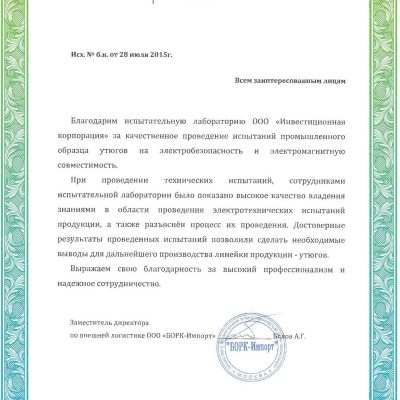 Исх. № б.н. от 28 июля 2015г.
Всем заинтересованным лицам
Благодарим испытательную лабораторию ООО «Инвестиционная
корпорация» за качественное проведение испытаний промышленного
образца утюгов на электробезопасность и электромагнитную
совместимость.
При проведении технических испытаний, сотрудниками
испытательной лаборатории было показано высокое качество владения
знаниями в области проведения электротехнических испытаний
продукции, а также разъяснён процесс их проведения. Достоверные
результаты проведенных испытаний позволили сделать необходимые
выводы для дальнейшего производства линейки продукции - утюгов.
Выражаем свою благодарность за высокий профессионализм и
надежное сотрудничество.
Заместитель директора
по внешней логистике ООО «БОРК-Импорт»
Белов А.Г.
"БОРК-Импорт"
МОСКВА